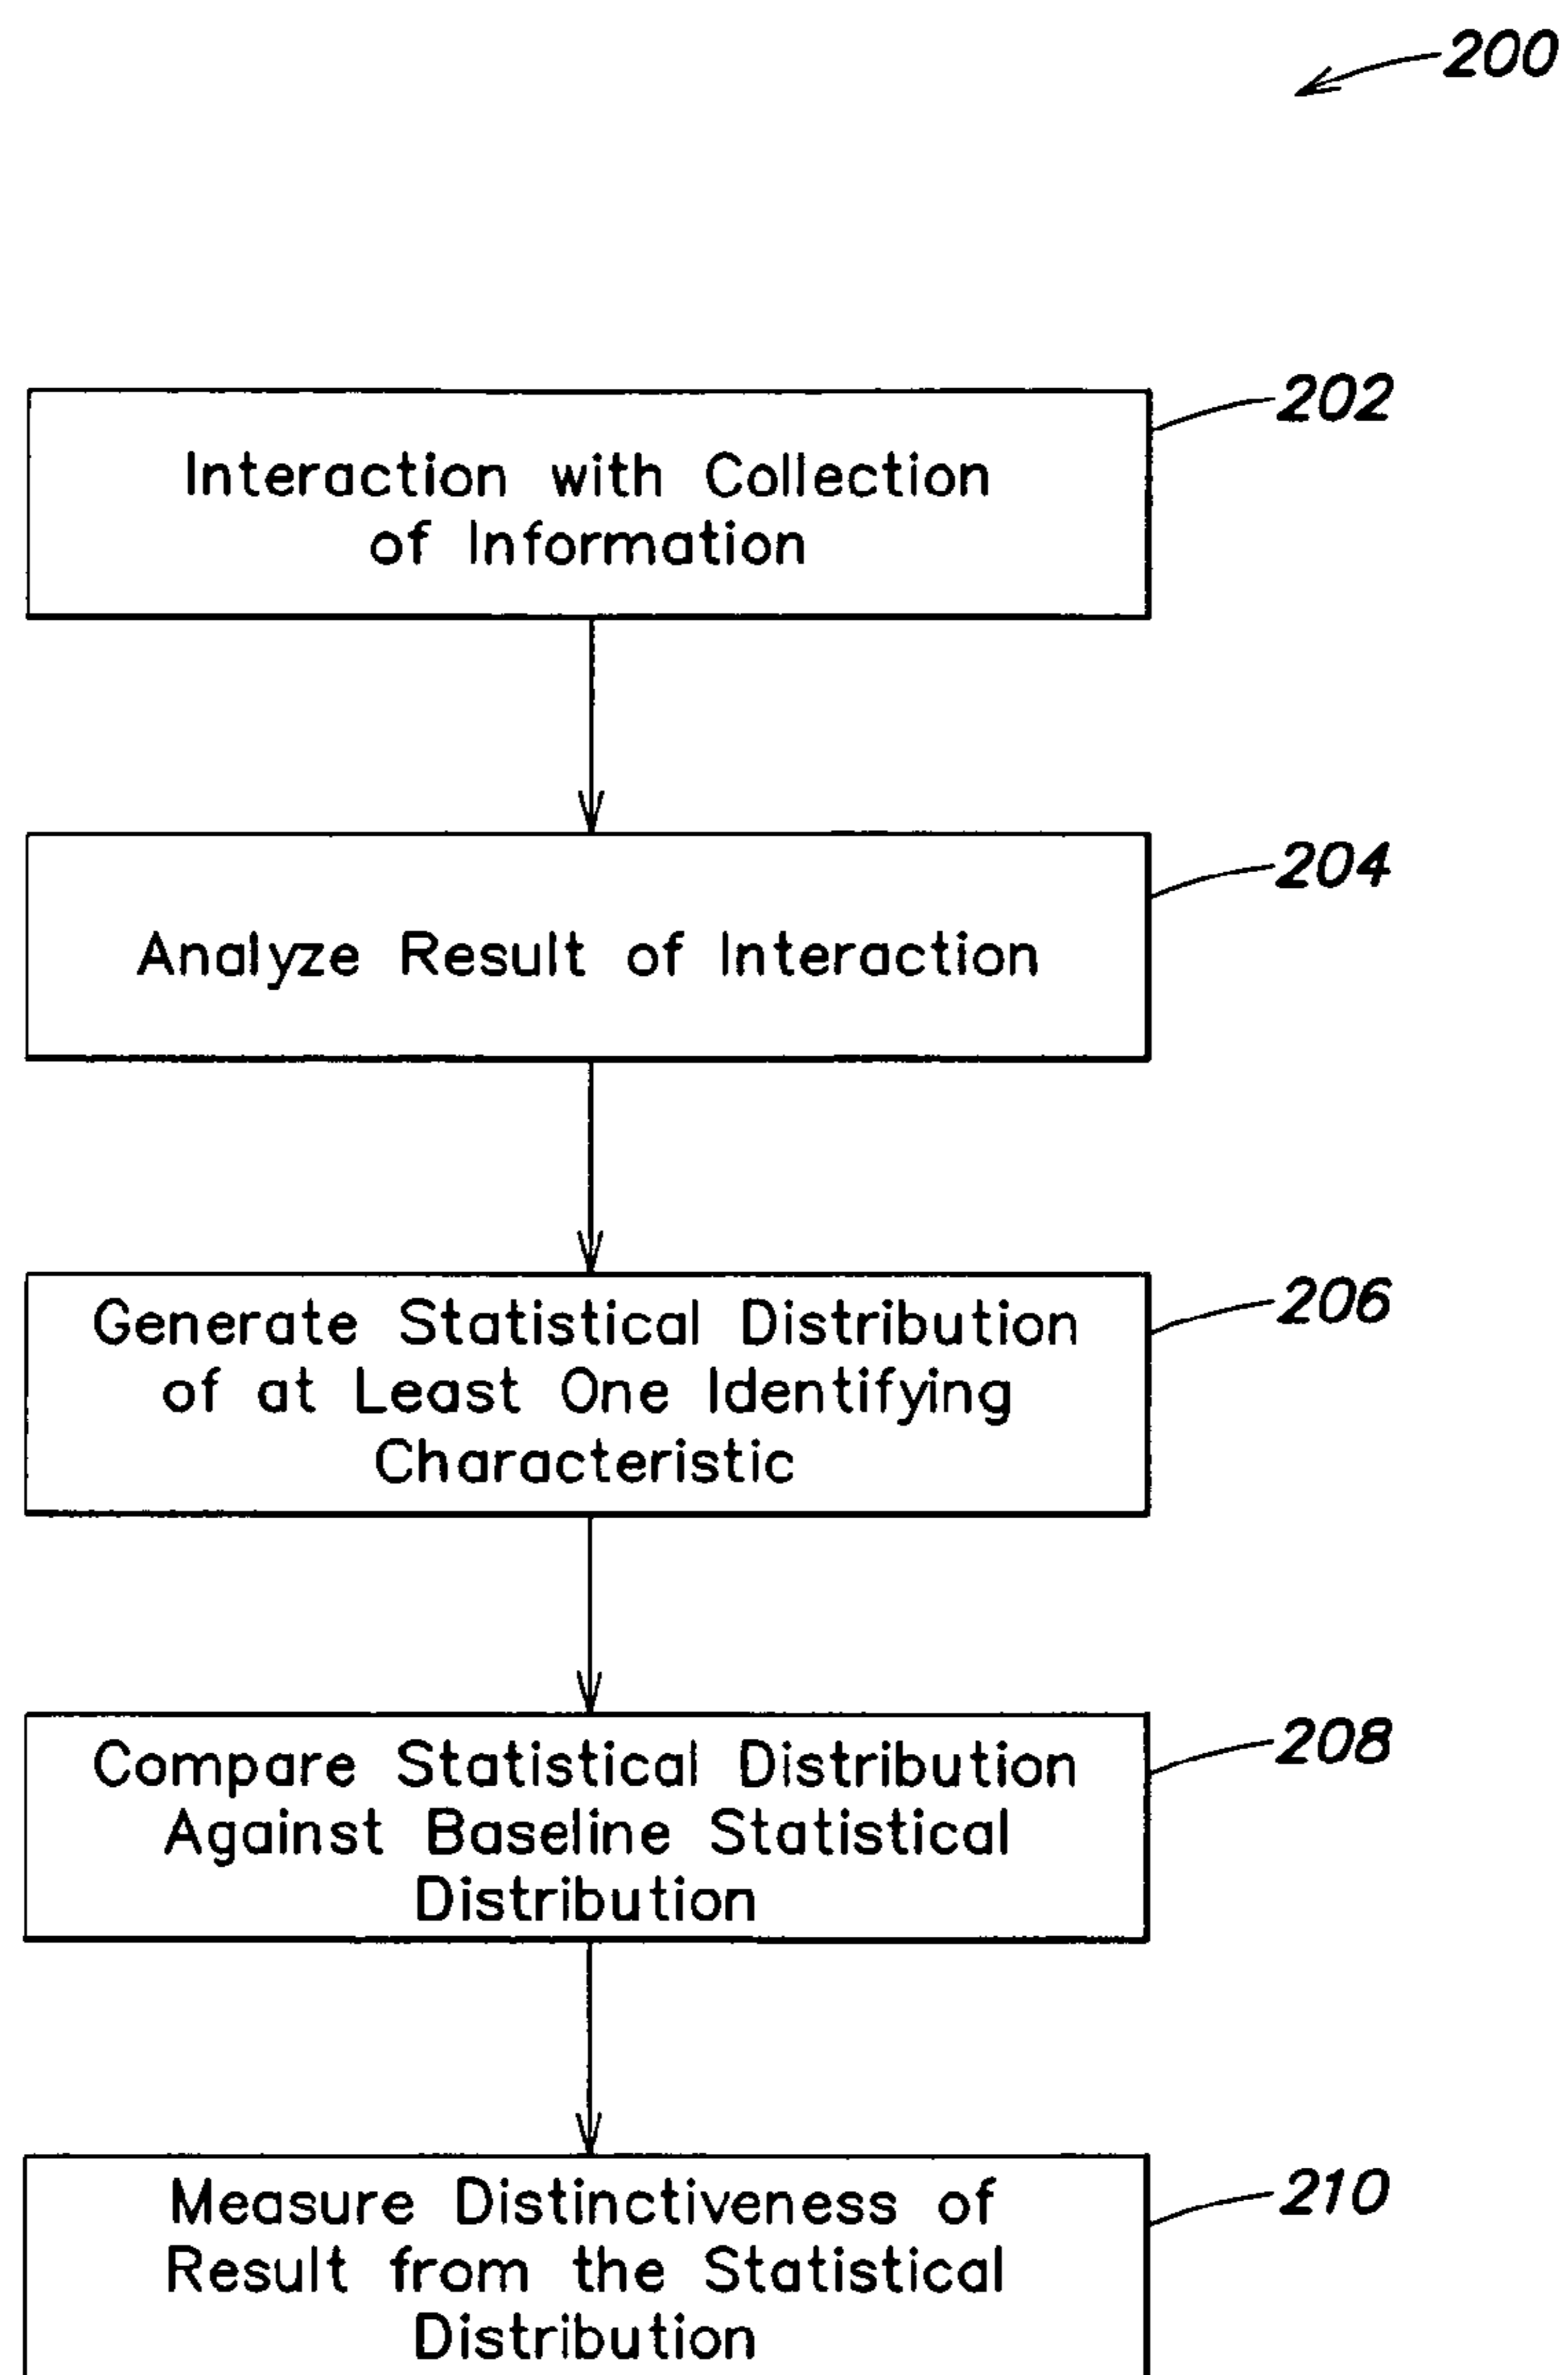 200
202
Interaction with Collection
of Information
204
Analyze Result of Interaction
206
Generate Statistical Distribution
of at Least One Identifying
Characteristic
208
Compare Statistical Distribution
Against Baseline Statistical
Distribution
210
Measure Distinctiveness of
Result from the Statistical
Distribution